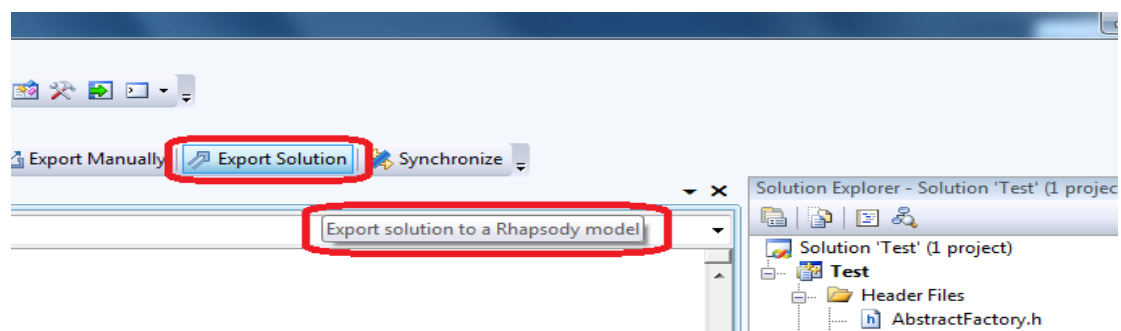 Export Manually
Export Solution
Synchronize
Export solution to a Rhapsody model
Solution Explorer - Solution 'Test' (1 projec
Solution 'Test' (1 project)
Test
Header Files
AbstractFactory.h